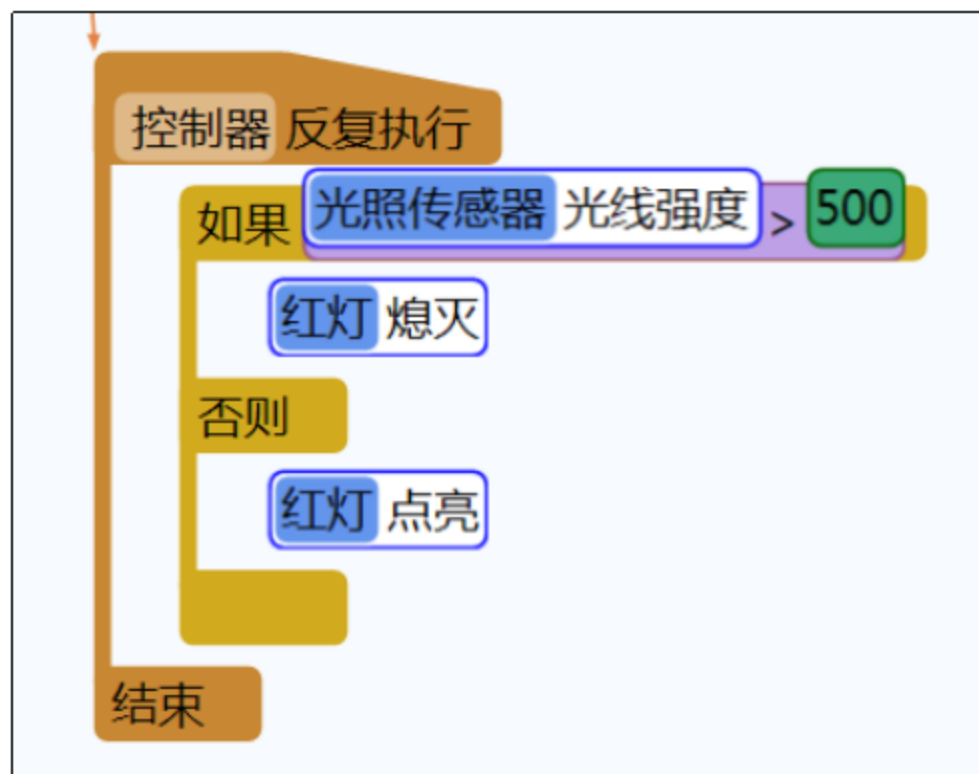 控制器 反复执行
如果 光照传感器 光线强度 > 500
红灯 熄灭
否则
红灯 点亮
结束